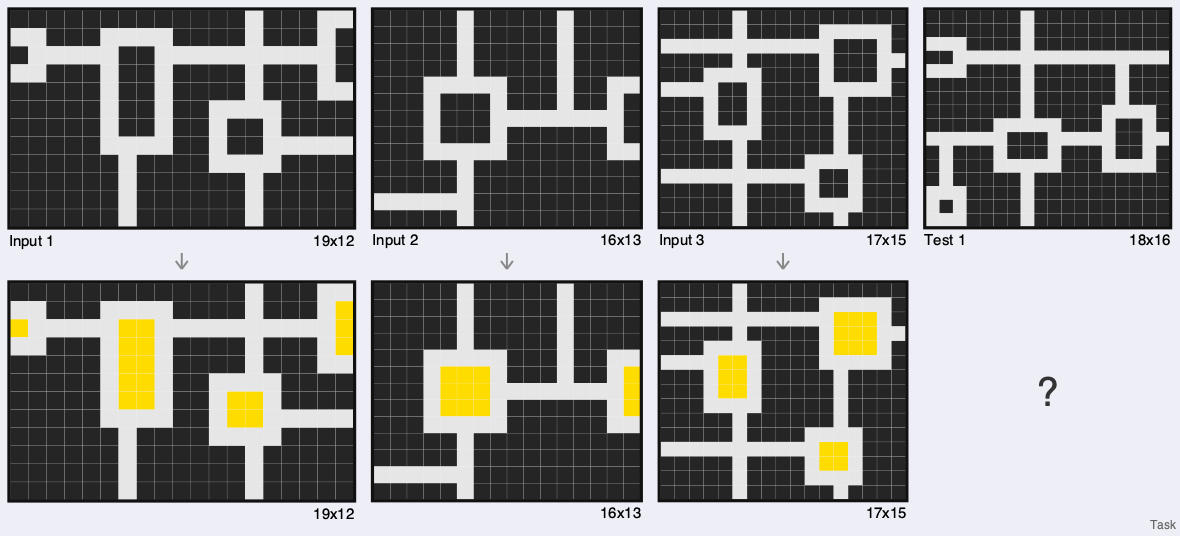 Input 1 19x12
Input 2 16x13
Input 3 17x15
Test 1 18x16
19x12
16x13
17x15
?
Task